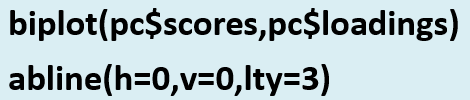 biplot(pc$scores,pc$loadings)
abline(h=0,v=0,lty=3)